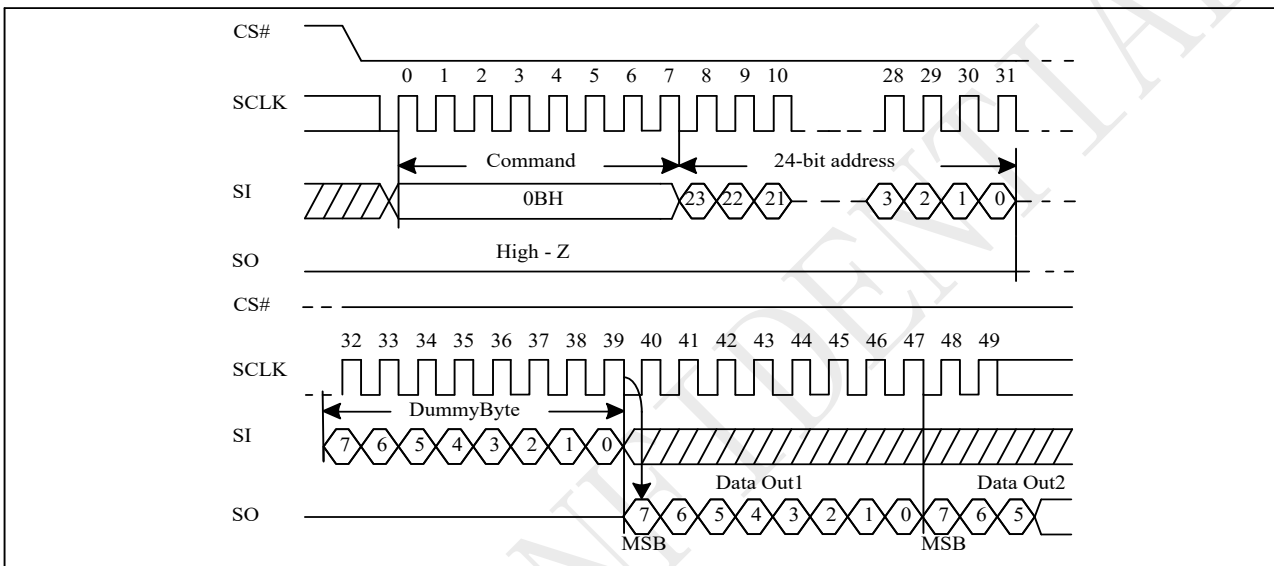 CS#
0 1 2 3 4 5 6 7 8 9 10 28 29 30 31
SCLK
Command 24-bit address
SI 0BH 23 22 21 3 2 1 0
High - Z
SO
CS#
32 33 34 35 36 37 38 39 40 41 42 43 44 45 46 47 48 49
SCLK
DummyByte
SI 7 6 5 4 3 2 1 0
Data Out1 Data Out2
SO 7 6 5 4 3 2 1 0 7 6 5
MSB MSB